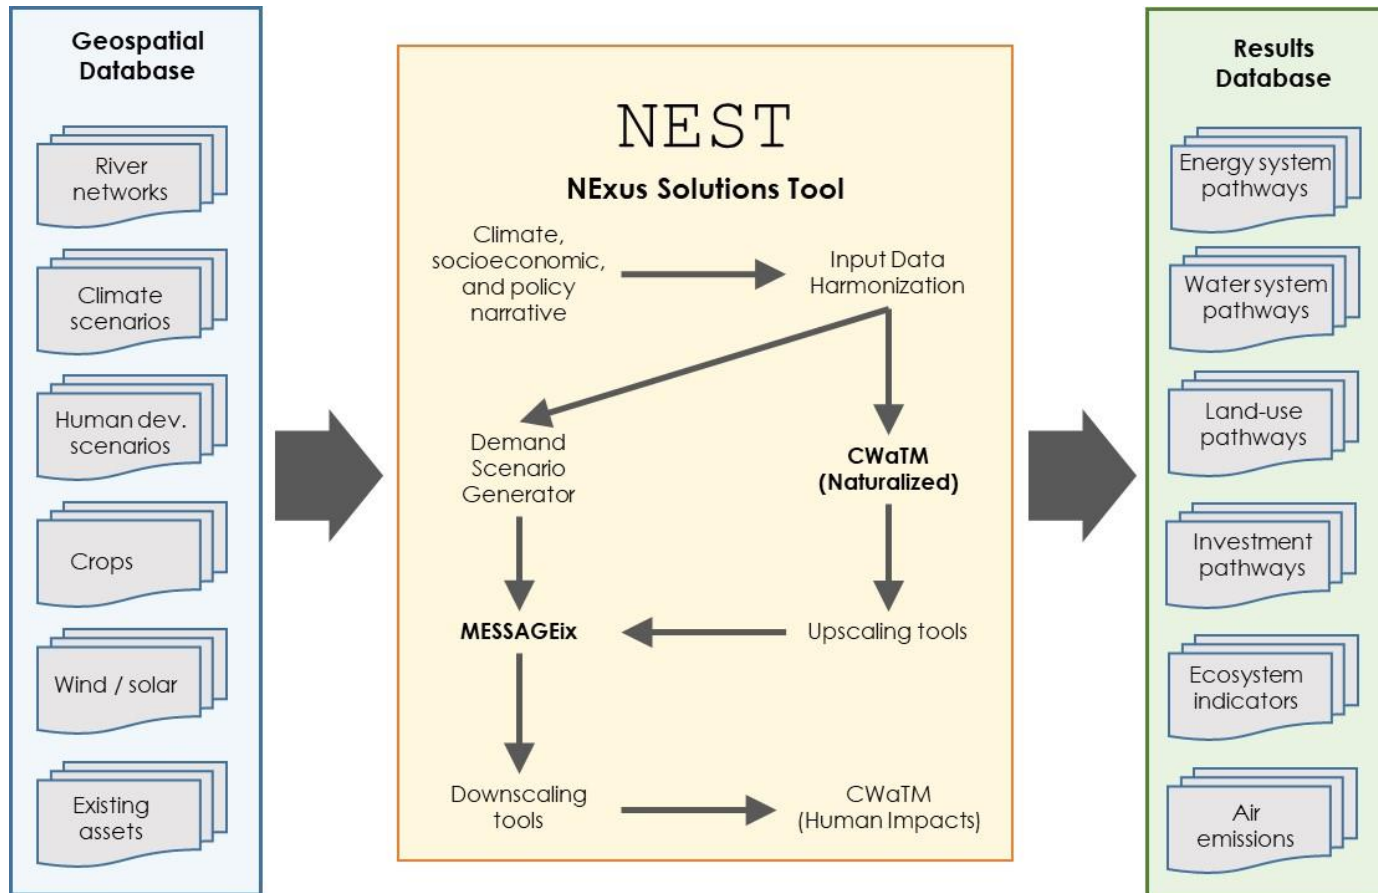 Geospatial
Database
River
networks
Climate
scenarios
Human dev.
scenarios
Crops
Wind / solar
Existing
assets
NEST
NExus Solutions Tool
Climate,
socioeconomic,
and policy
narrative
Input Data
Harmonization
Demand
Scenario
Generator
CWaTM
(Naturalized)
MESSAGEix
Upscaling tools
Downscaling
tools
CWaTM
(Human Impacts)
Results
Database
Energy system
pathways
Water system
pathways
Land-use
pathways
Investment
pathways
Ecosystem
indicators
Air
emissions